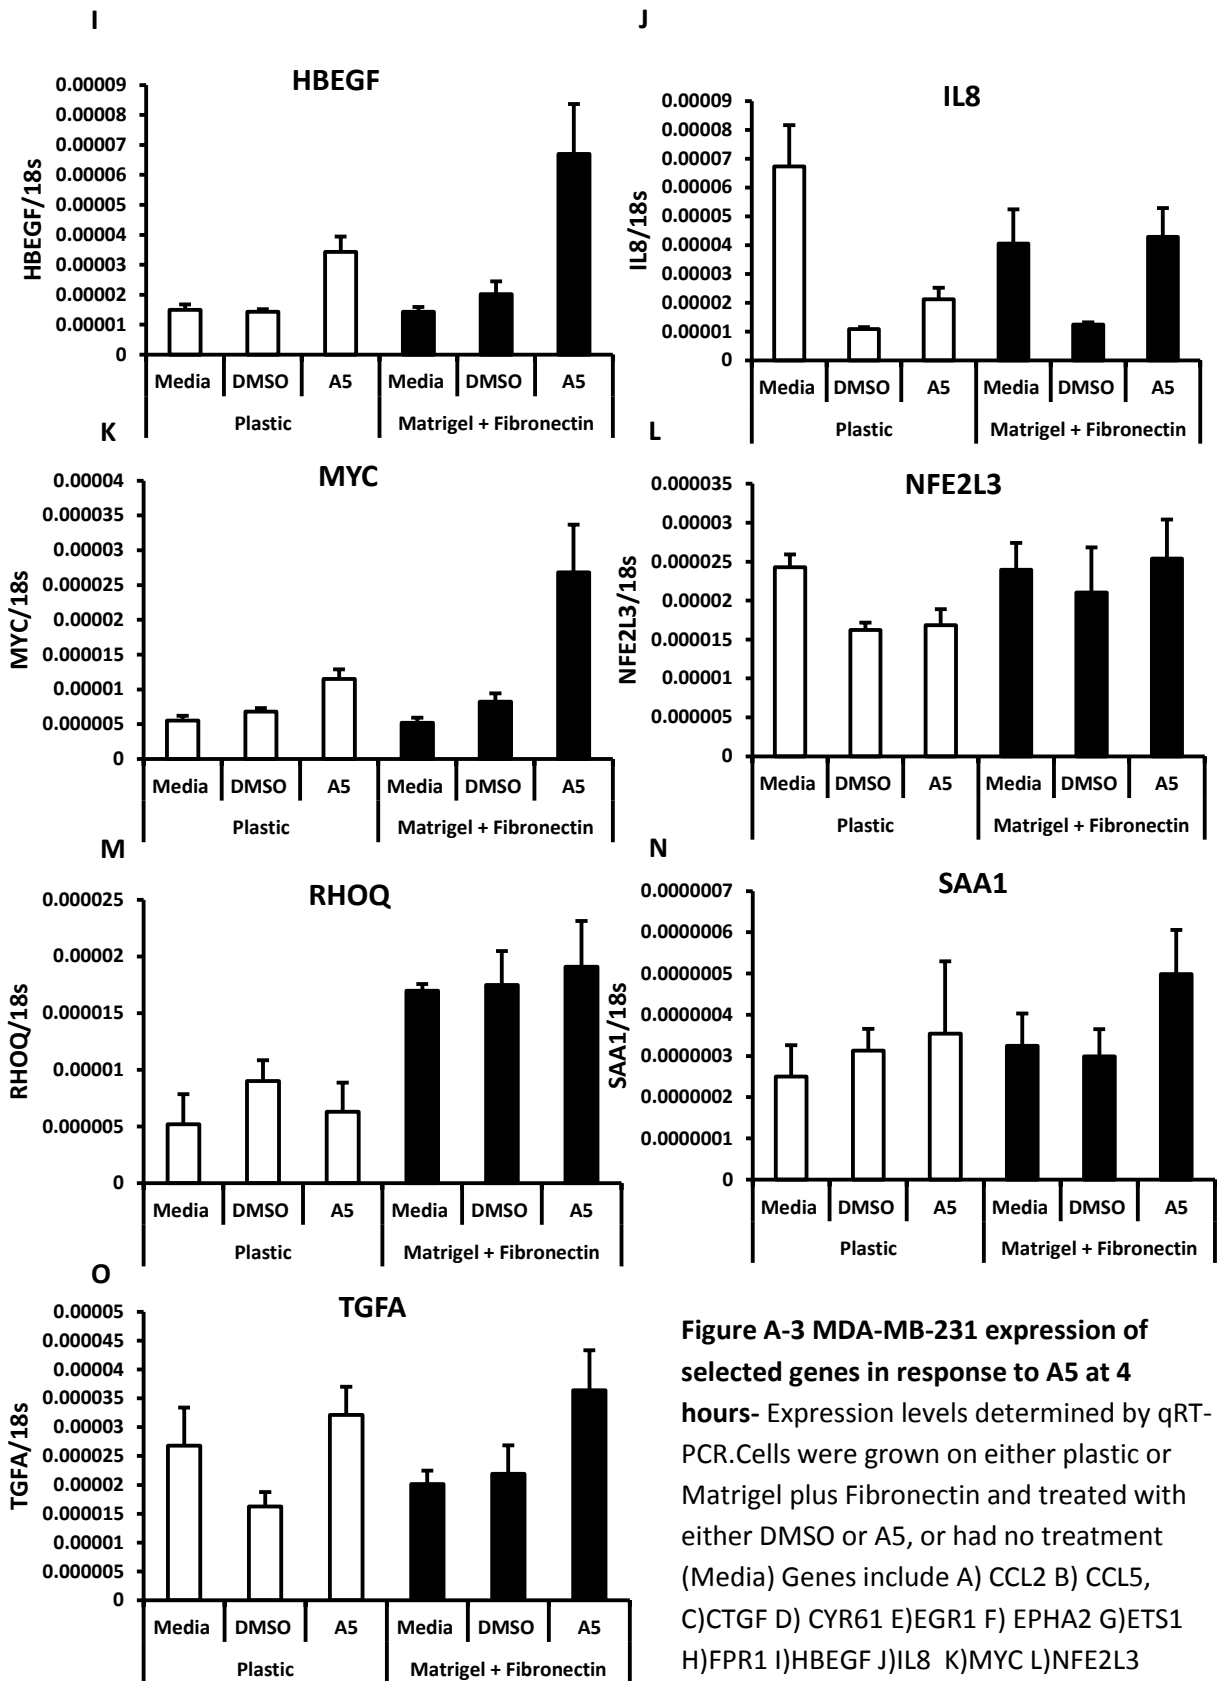 I
HBEGF
HBEGF/18s
0.00009
0.00008
0.00007
0.00006
0.00005
0.00004
0.00003
0.00002
0.00001
0
Media DMSO A5 Media DMSO A5
Plastic Matrigel + Fibronectin
J
IL8
IL8/18s
0.00009
0.00008
0.00007
0.00006
0.00005
0.00004
0.00003
0.00002
0.00001
0
Media DMSO A5 Media DMSO A5
Plastic Matrigel + Fibronectin
K
MYC
MYC/18s
0.00004
0.000035
0.00003
0.000025
0.00002
0.000015
0.00001
0.000005
0
Media DMSO A5 Media DMSO A5
Plastic Matrigel + Fibronectin
L
NFE2L3
NFE2L3/18s
0.000035
0.00003
0.000025
0.00002
0.000015
0.00001
0.000005
0
Media DMSO A5 Media DMSO A5
Plastic Matrigel + Fibronectin
M
RHOQ
RHOQ/18s
0.000025
0.00002
0.000015
0.00001
0.000005
0
Media DMSO A5 Media DMSO A5
Plastic Matrigel + Fibronectin
N
SAA1
SAA1/18s
0.0000007
0.0000006
0.0000005
0.0000004
0.0000003
0.0000002
0.0000001
0
Media DMSO A5 Media DMSO A5
Plastic Matrigel + Fibronectin
O
TGFA
TGFA/18s
0.00005
0.000045
0.00004
0.000035
0.00003
0.000025
0.00002
0.000015
0.00001
0.000005
0
Media DMSO A5 Media DMSO A5
Plastic Matrigel + Fibronectin
Figure A-3 MDA-MB-231 expression of
selected genes in response to A5 at 4
hours- Expression levels determined by qRT-
PCR.Cells were grown on either plastic or
Matrigel plus Fibronectin and treated with
either DMSO or A5, or had no treatment
(Media) Genes include A) CCL2 B) CCL5,
C)CTGF D) CYR61 E)EGR1 F) EPHA2 G)ETS1
H)FPR1 I)HBEGF J)IL8 K)MYC L)NFE2L3